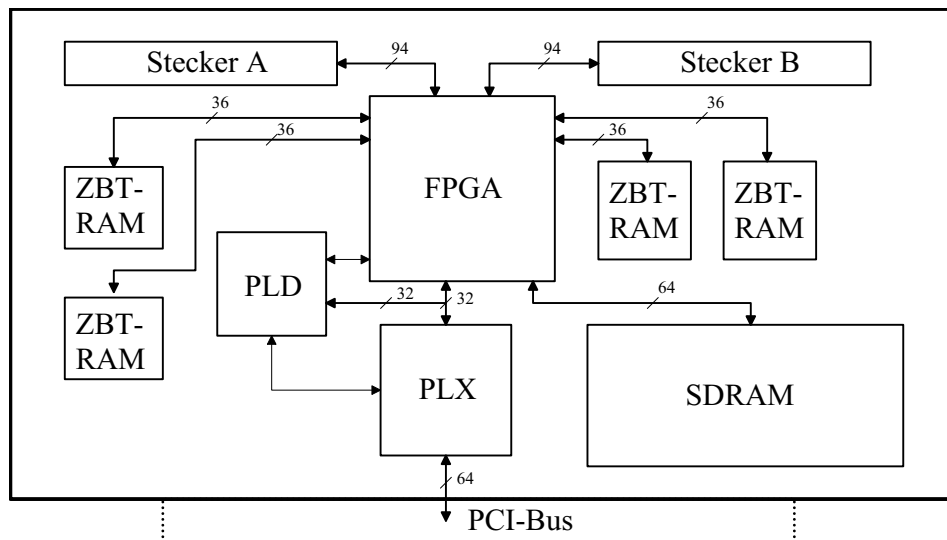 94
94
Stecker A
Stecker B
36
36
36
36
FPGA
ZBT-
RAM
ZBT-
RAM
ZBT-
RAM
PLD
32
32
64
ZBT-
RAM
PLX
SDRAM
64
PCI-Bus